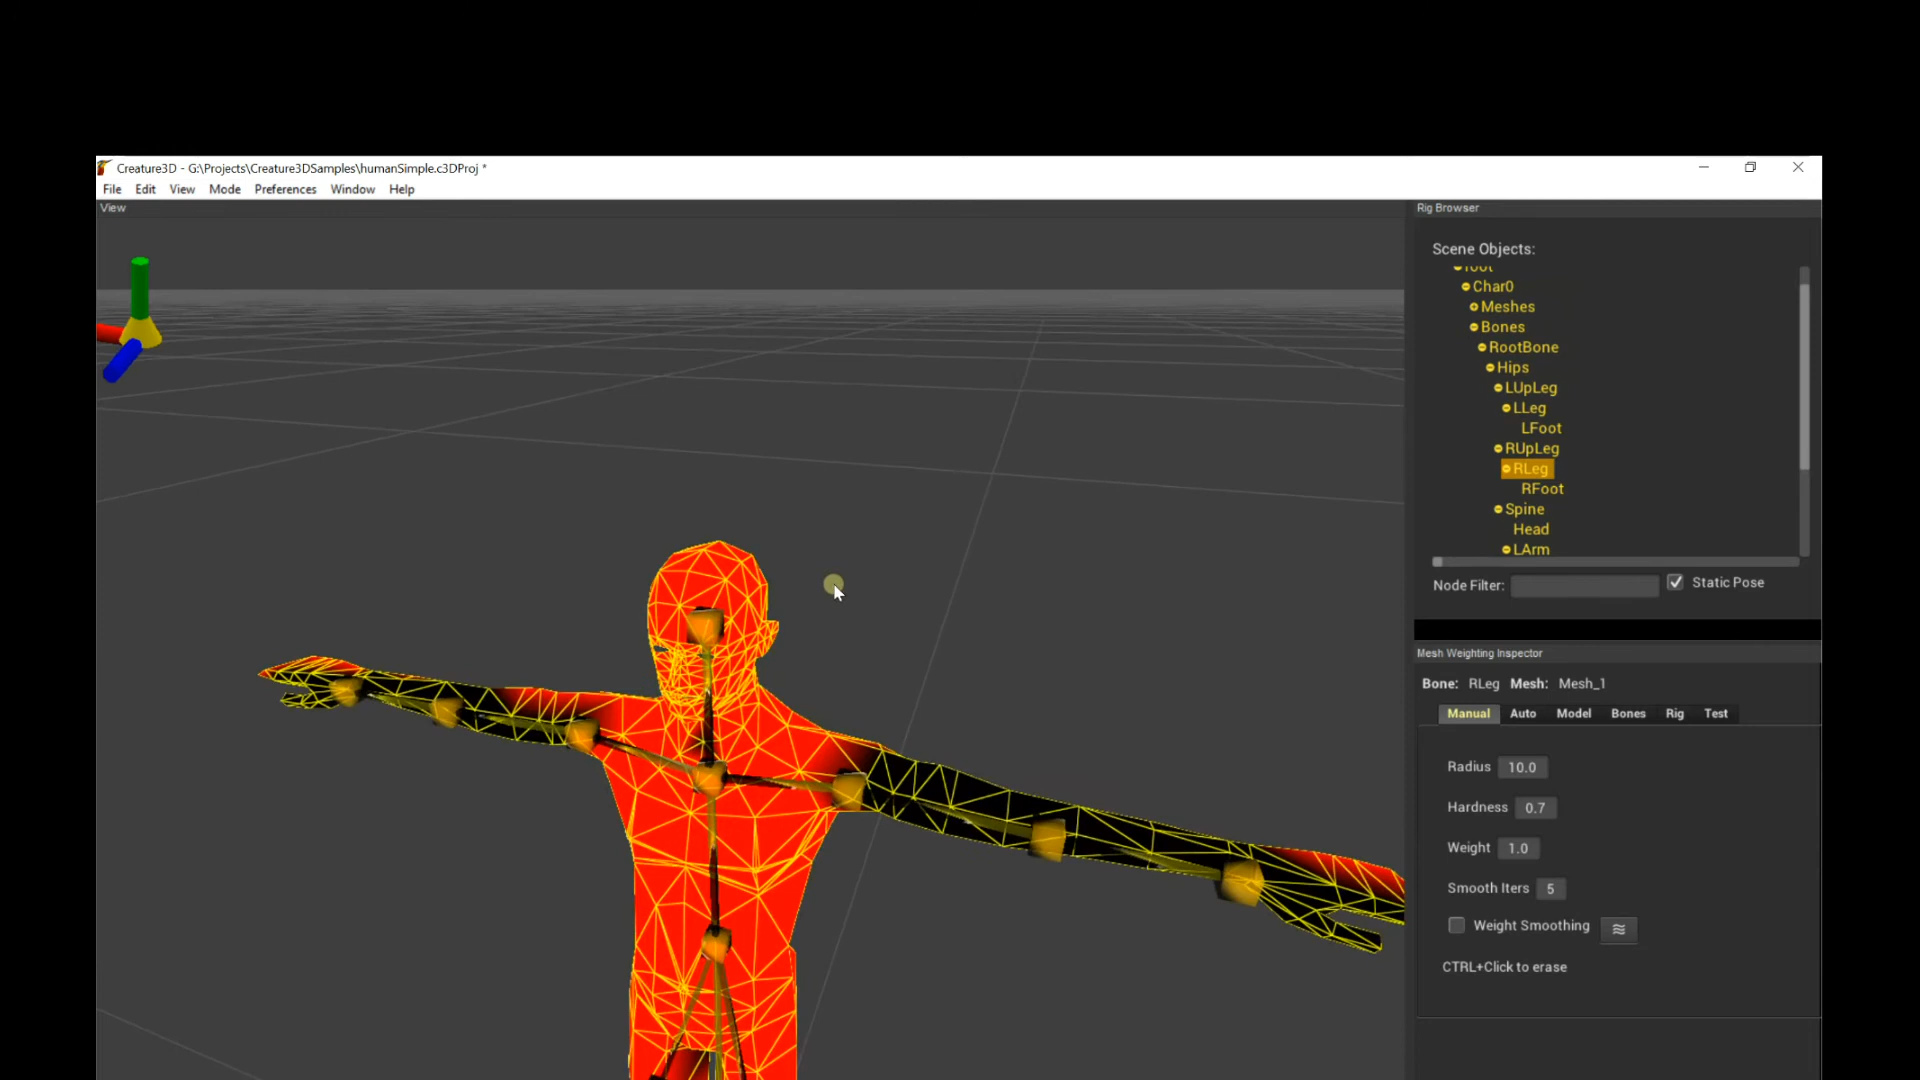 Creature3D - G:\Projects\Creature3DSamples\humanSimple.c3DProj *
File Edit View Mode Preferences Window Help
View
Rig Browser
Scene Objects:
root
Char0
Meshes
Bones
RootBone
Hips
LUpLeg
LLeg
LFoot
RUpLeg
RLeg
RFoot
Spine
Head
LArm
Node Filter: Static Pose
Mesh Weighting Inspector
Bone: RLeg Mesh: Mesh_1
Manual Auto Model Bones Rig Test
Radius 10.0
Hardness 0.7
Weight 1.0
Smooth Iters 5
Weight Smoothing
CTRL+Click to erase